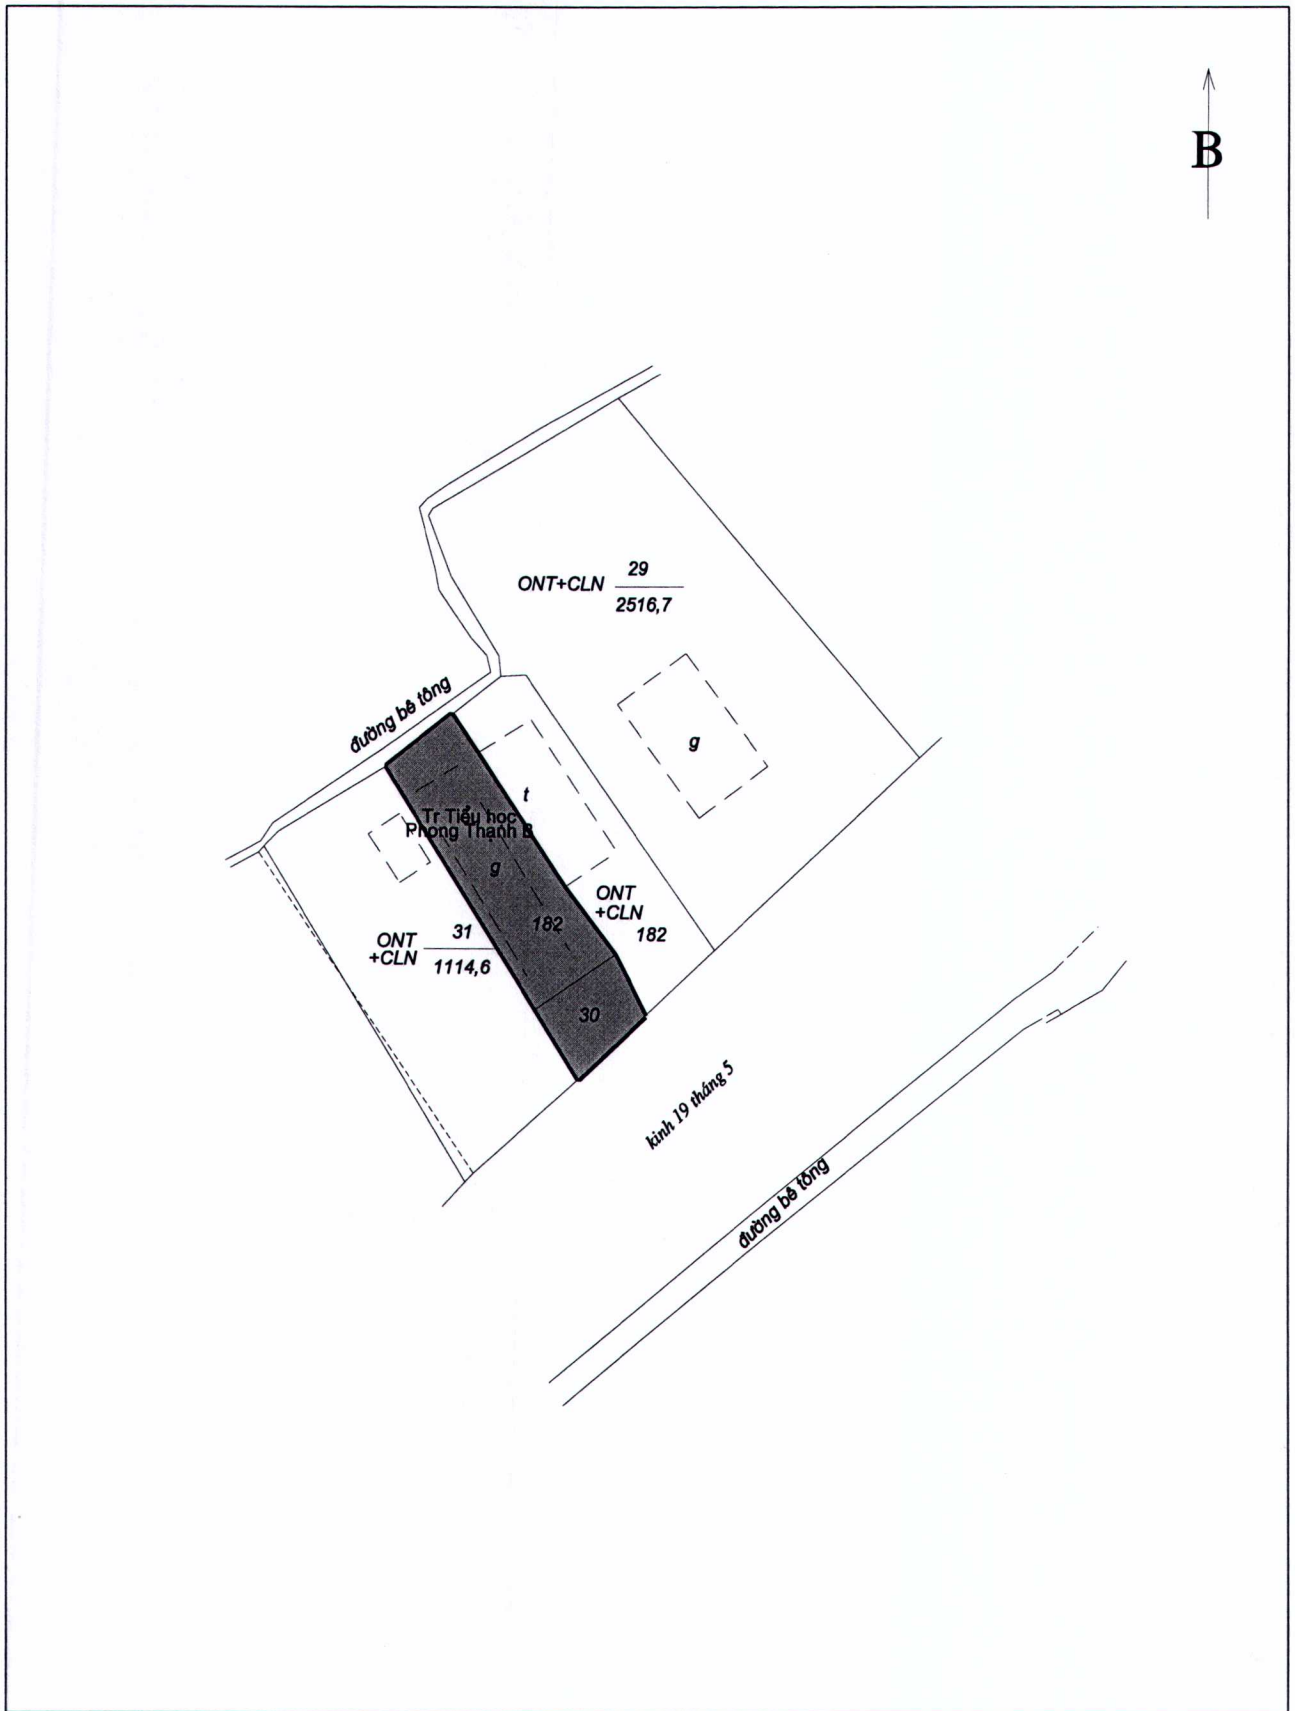 B
29
ONT+CLN
2516,7
đường bê tông
g
t
Tr Tiểu học
Phong Thạnh B
g
ONT
+CLN
182
182
31
ONT
+CLN
1114,6
30
kinh 19 tháng 5
đường bê tông